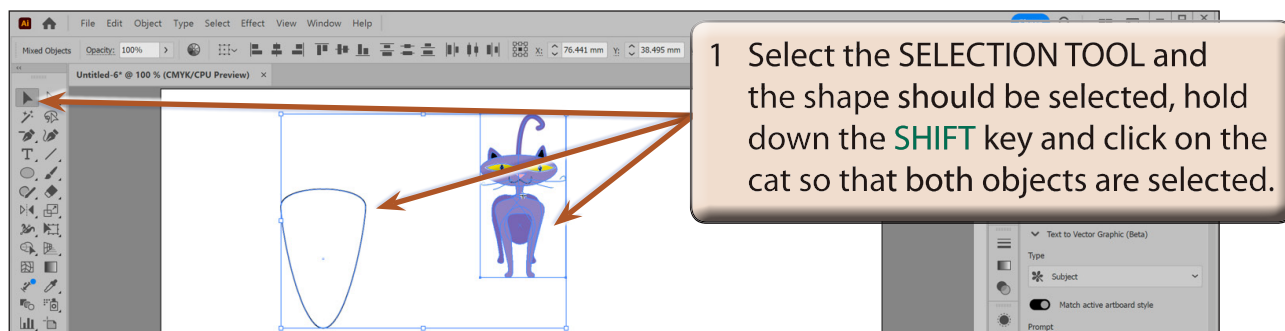 Ai File Edit Object Type Select Effect View Window Help
Mixed Objects Opacity: 100% X: 76.441 mm Y: 38.495 mm
Untitled-6* @ 100 % (CMYK/CPU Preview) ×
1 Select the SELECTION TOOL and
the shape should be selected, hold
down the SHIFT key and click on the
cat so that both objects are selected.
Text to Vector Graphic (Beta)
Type
Subject
Match active artboard style
Prompt